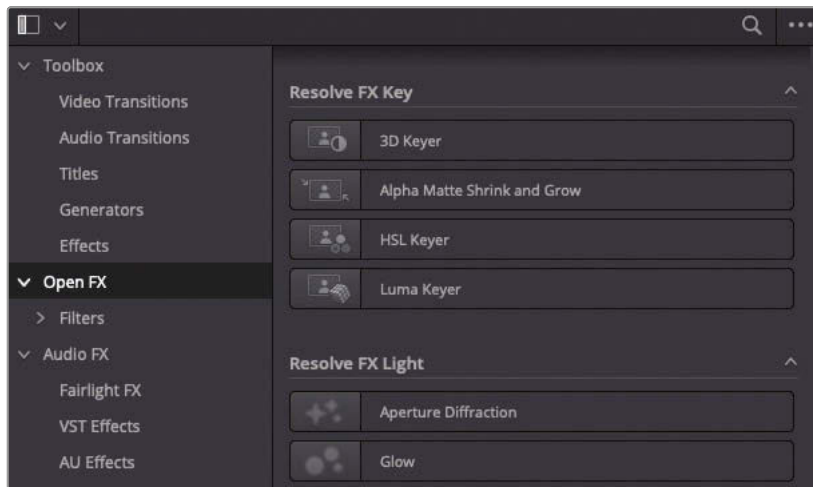 Toolbox
Video Transitions
Audio Transitions
Titles
Generators
Effects
Open FX
Filters
Audio FX
Fairlight FX
VST Effects
AU Effects
Resolve FX Key
3D Keyer
Alpha Matte Shrink and Grow
HSL Keyer
Luma Keyer
Resolve FX Light
Aperture Diffraction
Glow